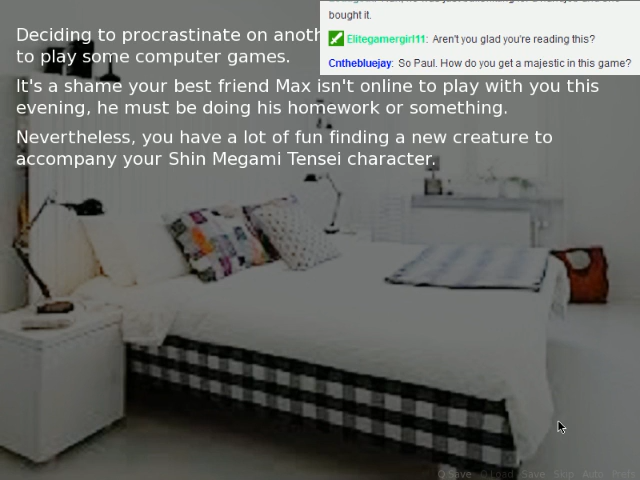 Deciding to procrastinate on anoth
to play some computer games.
It's a shame your best friend Max isn't online to play with you this
evening, he must be doing his homework or something.
Nevertheless, you have a lot of fun finding a new creature to
accompany your Shin Megami Tensei character.
bought it.
Elitegamergirl11: Aren't you glad you're reading this?
Cnthebluejay: So Paul. How do you get a majestic in this game?
Q.Save Q.Load Save Skip Auto Prefs